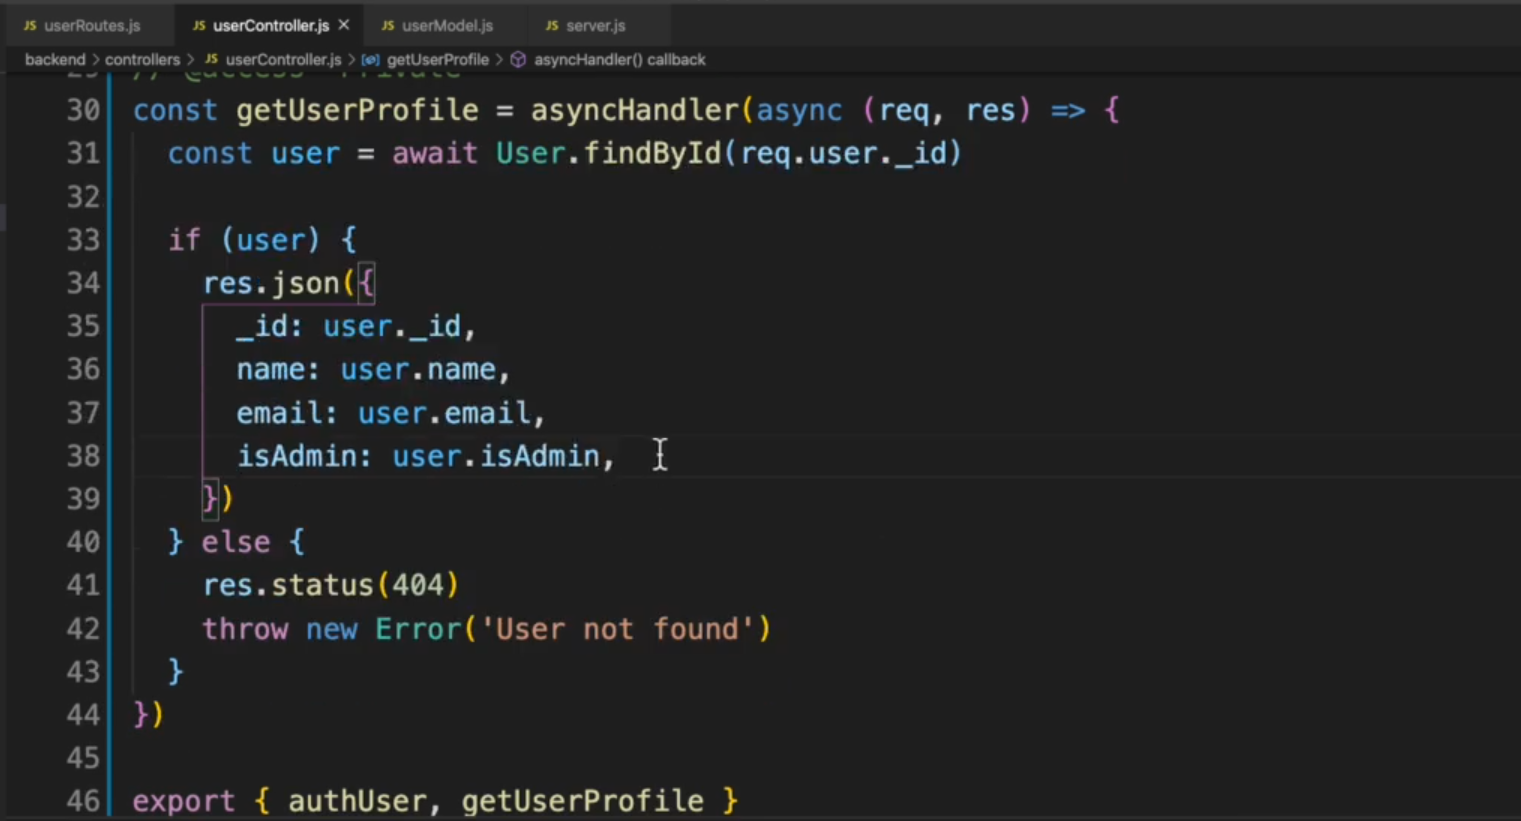 JS userRoutes.js JS userController.js × JS userModel.js JS server.js
backend > controllers > JS userController.js > getUserProfile > asyncHandler() callback
29 // @access Private
30 const getUserProfile = asyncHandler(async (req, res) => {
31 const user = await User.findById(req.user._id)
32
33 if (user) {
34 res.json({
35 _id: user._id,
36 name: user.name,
37 email: user.email,
38 isAdmin: user.isAdmin,
39 })
40 } else {
41 res.status(404)
42 throw new Error('User not found')
43 }
44 })
45
46 export { authUser, getUserProfile }